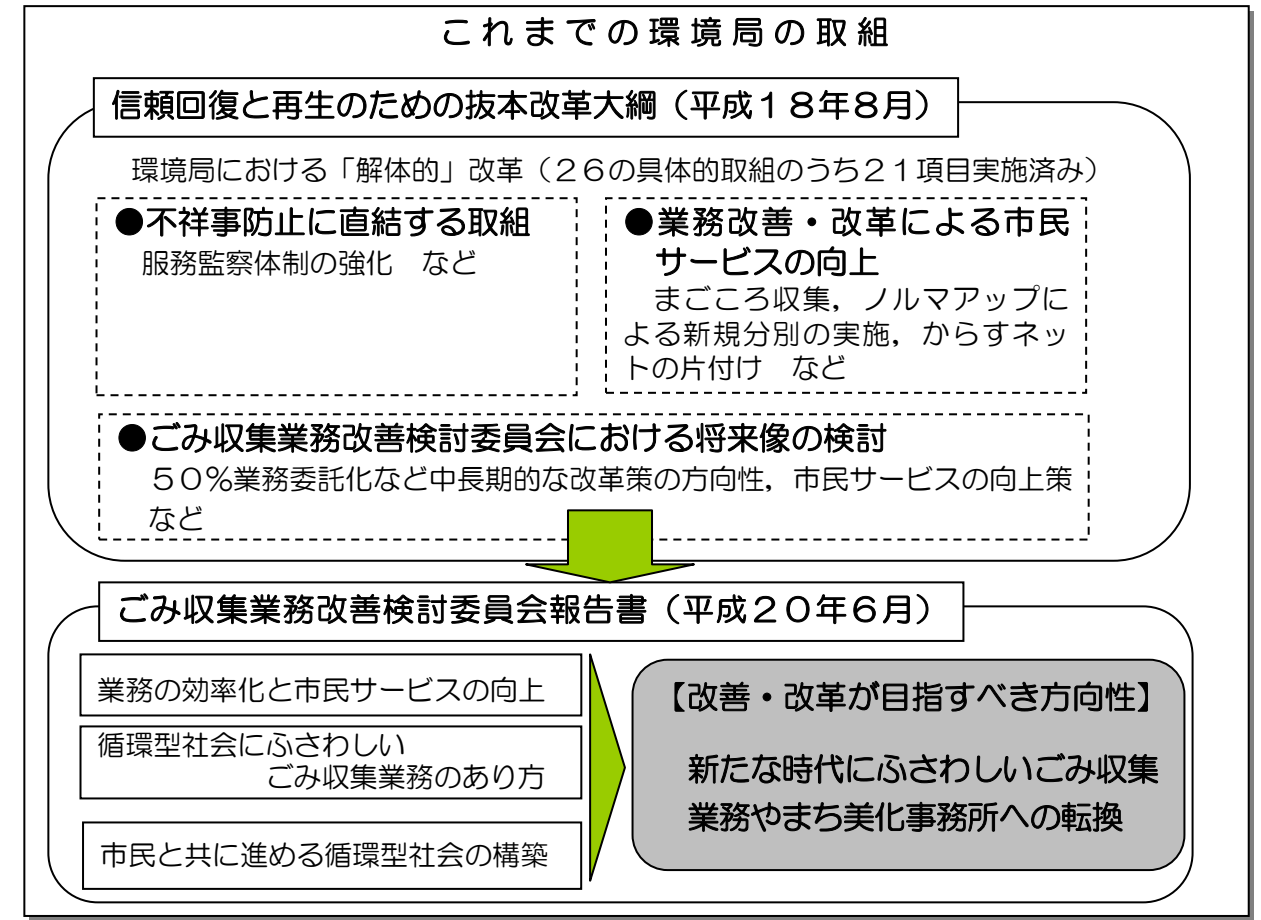 これまでの環境局の取組
信頼回復と再生のための抜本改革大綱（平成１８年８月）
環境局における「解体的」改革（２６の具体的取組のうち２１項目実施済み）
●不祥事防止に直結する取組
服務監察体制の強化　など
●業務改善・改革による市民
サービスの向上
まごころ収集，ノルマアップに
よる新規分別の実施，からすネッ
トの片付け　など
●ごみ収集業務改善検討委員会における将来像の検討
５０％業務委託化など中長期的な改革策の方向性，市民サービスの向上策
など
ごみ収集業務改善検討委員会報告書（平成２０年６月）
業務の効率化と市民サービスの向上
循環型社会にふさわしい
ごみ収集業務のあり方
市民と共に進める循環型社会の構築
【改善・改革が目指すべき方向性】
新たな時代にふさわしいごみ収集
業務やまち美化事務所への転換